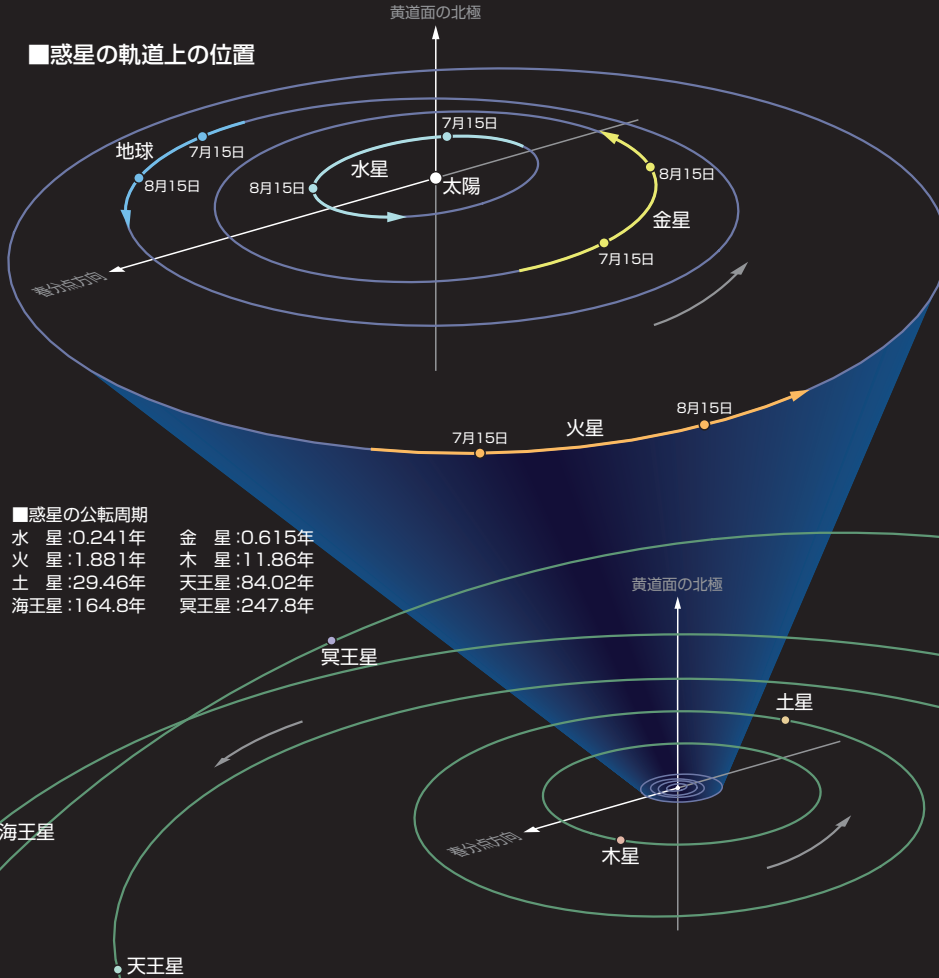 黄道面の北極
■惑星の軌道上の位置
7月15日
地球
7月15日
水星
8月15日
8月15日
8月15日
太陽
金星
7月15日
春分点方向
8月15日
火星
7月15日
■惑星の公転周期
水　星：0.241年　金　星：0.615年
火　星：1.881年　木　星：11.86年
土　星：29.46年　天王星：84.02年
海王星：164.8年　冥王星：247.8年
黄道面の北極
冥王星
土星
海王星
春分点方向
木星
天王星